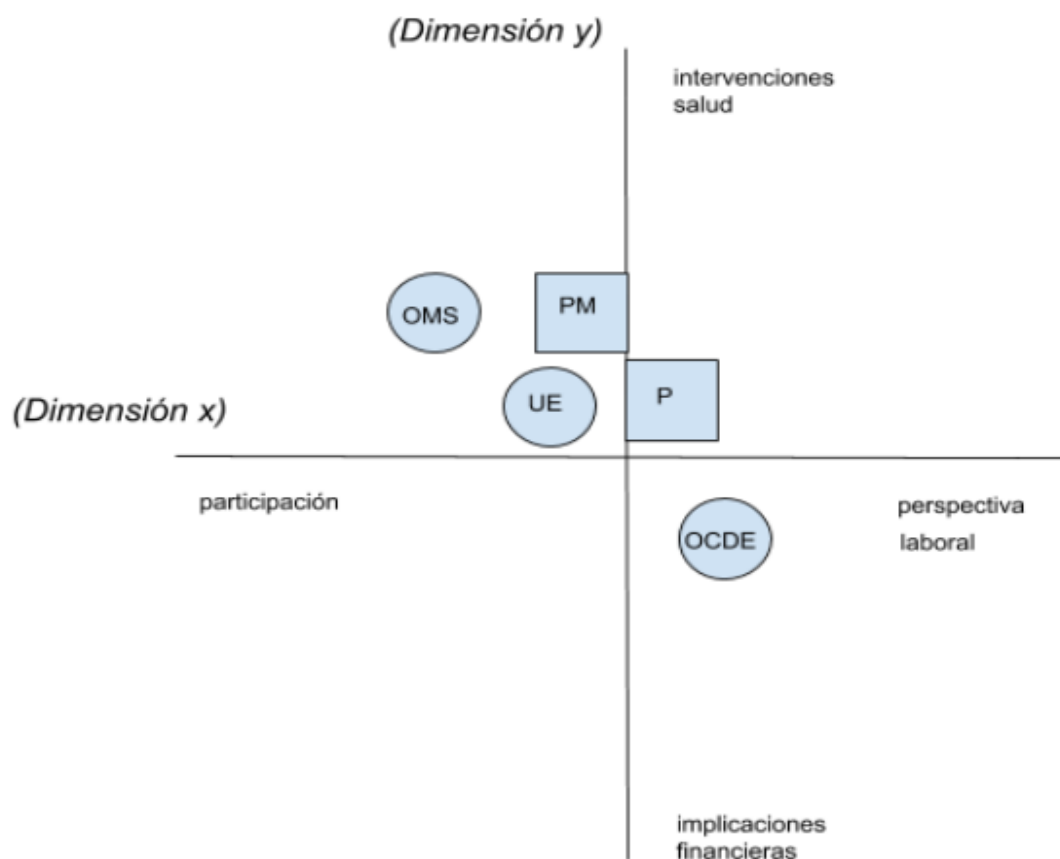 (Dimensión y)
intervenciones
salud
OMS
PM
UE
P
(Dimensión x)
participación
perspectiva
laboral
OCDE
implicaciones
financieras